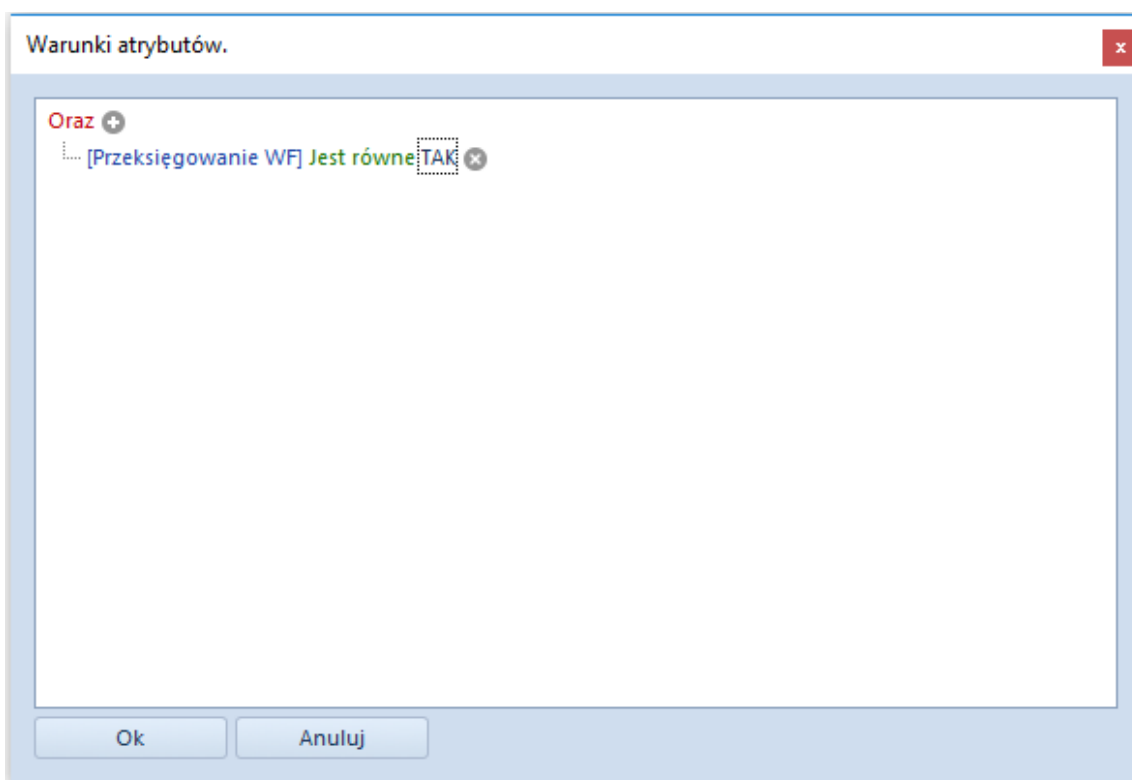 Warunki atrybutów.
x
Oraz
[Przeksięgowanie WF] Jest równe TAK
Ok Anuluj